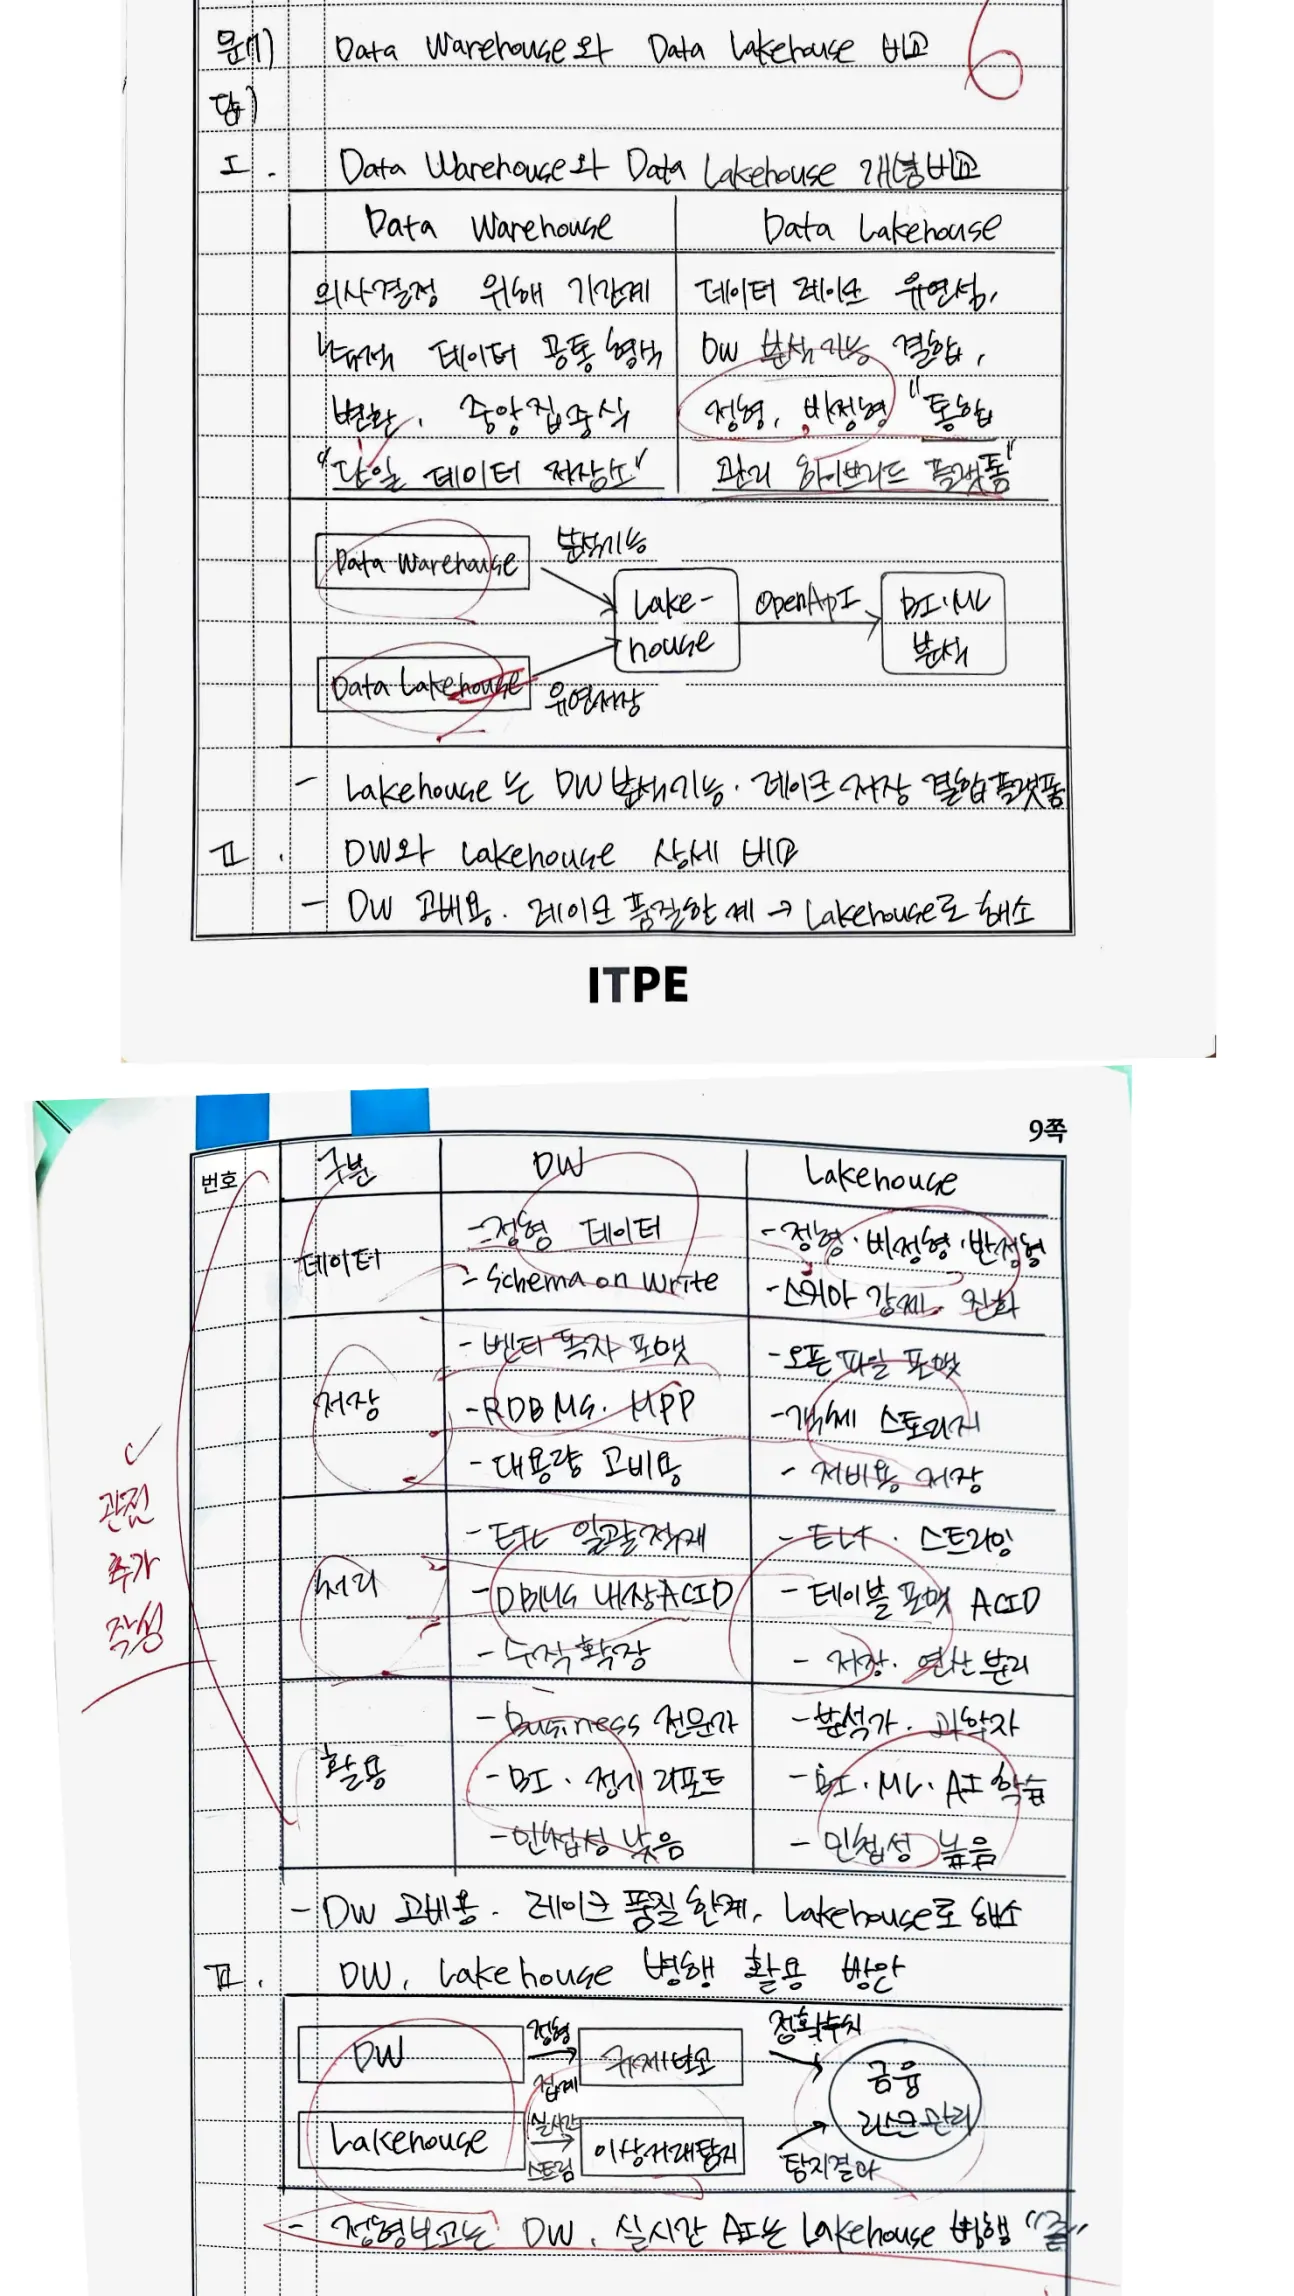 문1) Data Warehouse와 Data Lakehouse 비교 6
답)
I. Data Warehouse와 Data Lakehouse 개념비교
Data Warehouse Data Lakehouse
의사결정 위해 기간계 데이터 레이크 유연성,
누적 데이터 공통 형식 DW 분석기능 결합,
변환, 중앙집중식 정형, 반정형 "통합
"단일 데이터 저장소" 관리 하이브리드 플랫폼"
Data Warehouse 분석기능
Lake- OpenAPI BI·ML
house 분석
Data Lakehouse 유연저장
- Lakehouse는 DW 분석기능·레이크 저장 결합플랫폼
II. DW와 Lakehouse 상세 비교
- DW 고비용·레이크 품질한계 → Lakehouse로 해소
ITPE
9쪽
번호 구분 DW Lakehouse
데이터 - 정형 데이터 - 정형·비정형·반정형
- Schema on write - 스키마 강제, 진화
저장 - 벤더 독자 포맷 - 오픈 파일 포맷
- RDBMS·MPP - 객체 스토리지
- 대용량 고비용 - 저비용 저장
처리 - ETL 일괄적재 - ELT·스트리밍
- DBMS 내장ACID - 테이블 포맷 ACID
- 수직확장 - 저장·연산 분리
활용 - Business 전문가 - 분석가·과학자
- BI·정기 리포트 - BI·ML·AI 학습
- 민첩성 낮음 - 민첩성 높음
✓ 관점
추가
작성
- DW 고비용·레이크 품질 한계, Lakehouse로 해소
III. DW, Lakehouse 병행 활용 방안
DW 정형 집계 규제보고 정확수치
금융
리스크 관리
Lakehouse 실시간 스트림 이상거래탐지 탐지결과
- 정형보고는 DW, 실시간 AI는 Lakehouse 병행 "끝"